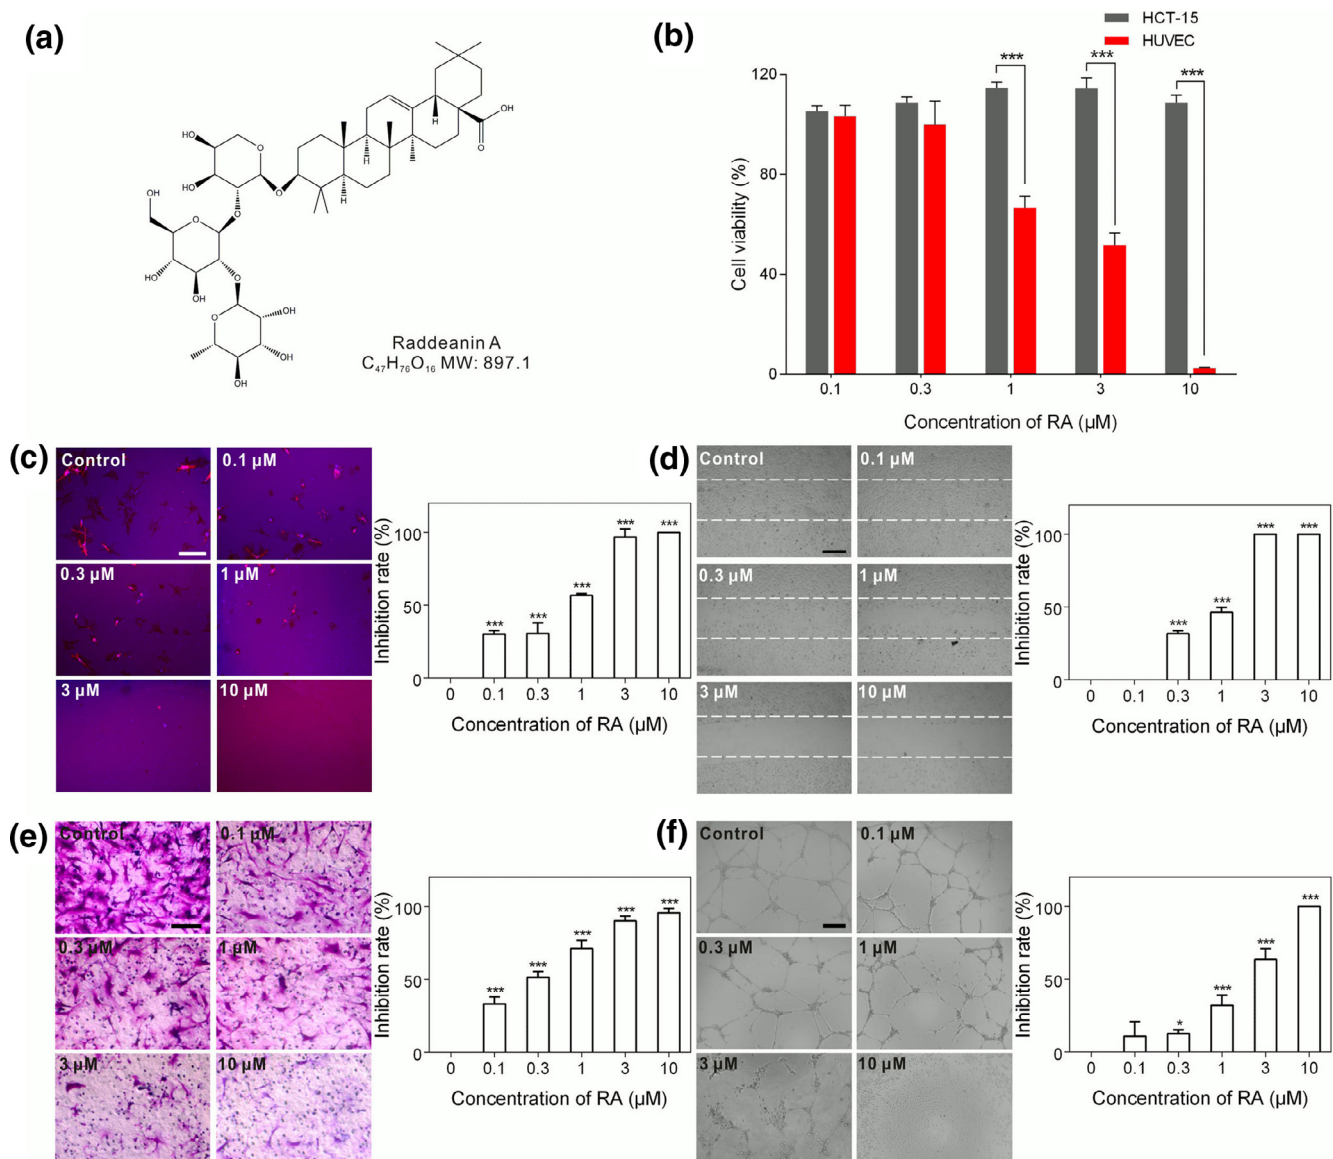 (a)
HO
HO
OH
HO
HO
OH
O
O
O
O
O
O
O
OH
OH
OH
H
H
H
OH
O
Raddeanin A
C₄₇H₇₆O₁₆ MW: 897.1
(b)
HCT-15
HUVEC
Cell viability (%)
120
80
40
0
***
***
***
0.1 0.3 1 3 10
Concentration of RA (µM)
(c)
Control
0.1 µM
0.3 µM
1 µM
3 µM
10 µM
Inhibition rate (%)
100
50
0
*** *** *** *** ***
0 0.1 0.3 1 3 10
Concentration of RA (µM)
(d)
Control
0.1 µM
0.3 µM
1 µM
3 µM
10 µM
Inhibition rate (%)
100
50
0
*** *** *** ***
0 0.1 0.3 1 3 10
Concentration of RA (µM)
(e)
Control
0.1 µM
0.3 µM
1 µM
3 µM
10 µM
Inhibition rate (%)
100
50
0
*** *** *** *** ***
0 0.1 0.3 1 3 10
Concentration of RA (µM)
(f)
Control
0.1 µM
0.3 µM
1 µM
3 µM
10 µM
Inhibition rate (%)
100
50
0
* *** *** ***
0 0.1 0.3 1 3 10
Concentration of RA (µM)